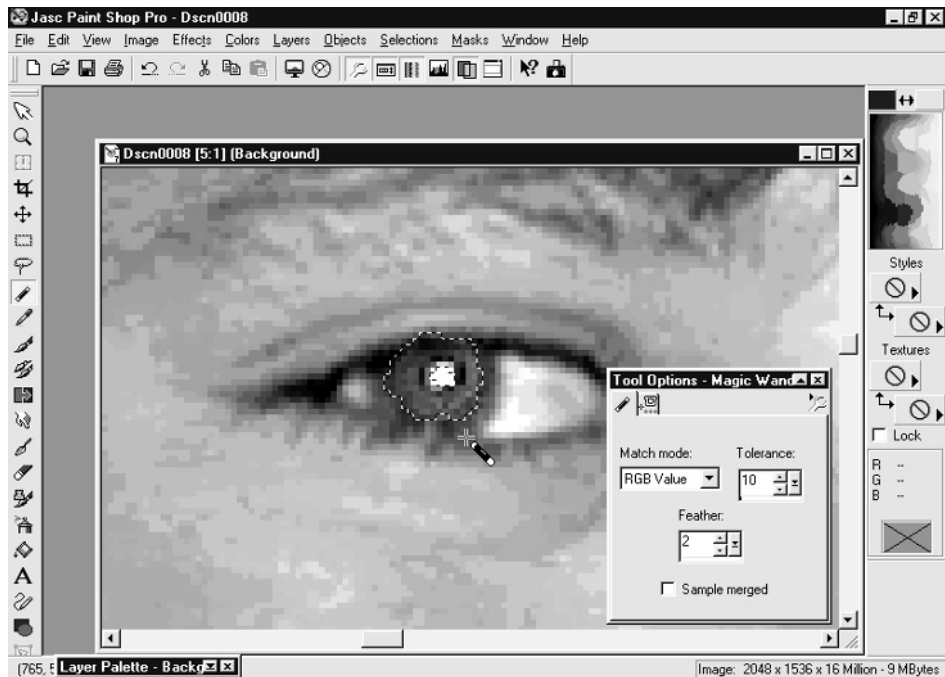 Jasc Paint Shop Pro - Dscn0008
File Edit View Image Effects Colors Layers Objects Selections Masks Window Help
Dscn0008 [5:1] (Background)
Styles
Textures
Lock
R --
G --
B --
Tool Options - Magic Wand
Match mode:
Tolerance:
RGB Value
10
Feather:
2
Sample merged
A
(765,
Layer Palette - Backg
Image: 2048 x 1536 x 16 Million - 9 MBytes